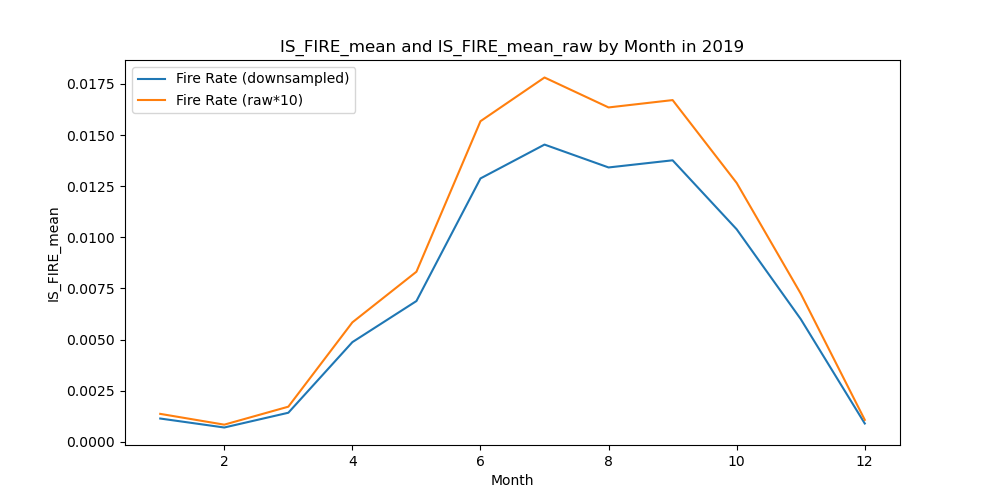 IS_FIRE_mean and IS_FIRE_mean_raw by Month in 2019
Fire Rate (downsampled)
Fire Rate (raw*10)
0.0175
0.0150
0.0125
0.0100
0.0075
0.0050
0.0025
0.0000
IS_FIRE_mean
2 4 6 8 10 12
Month